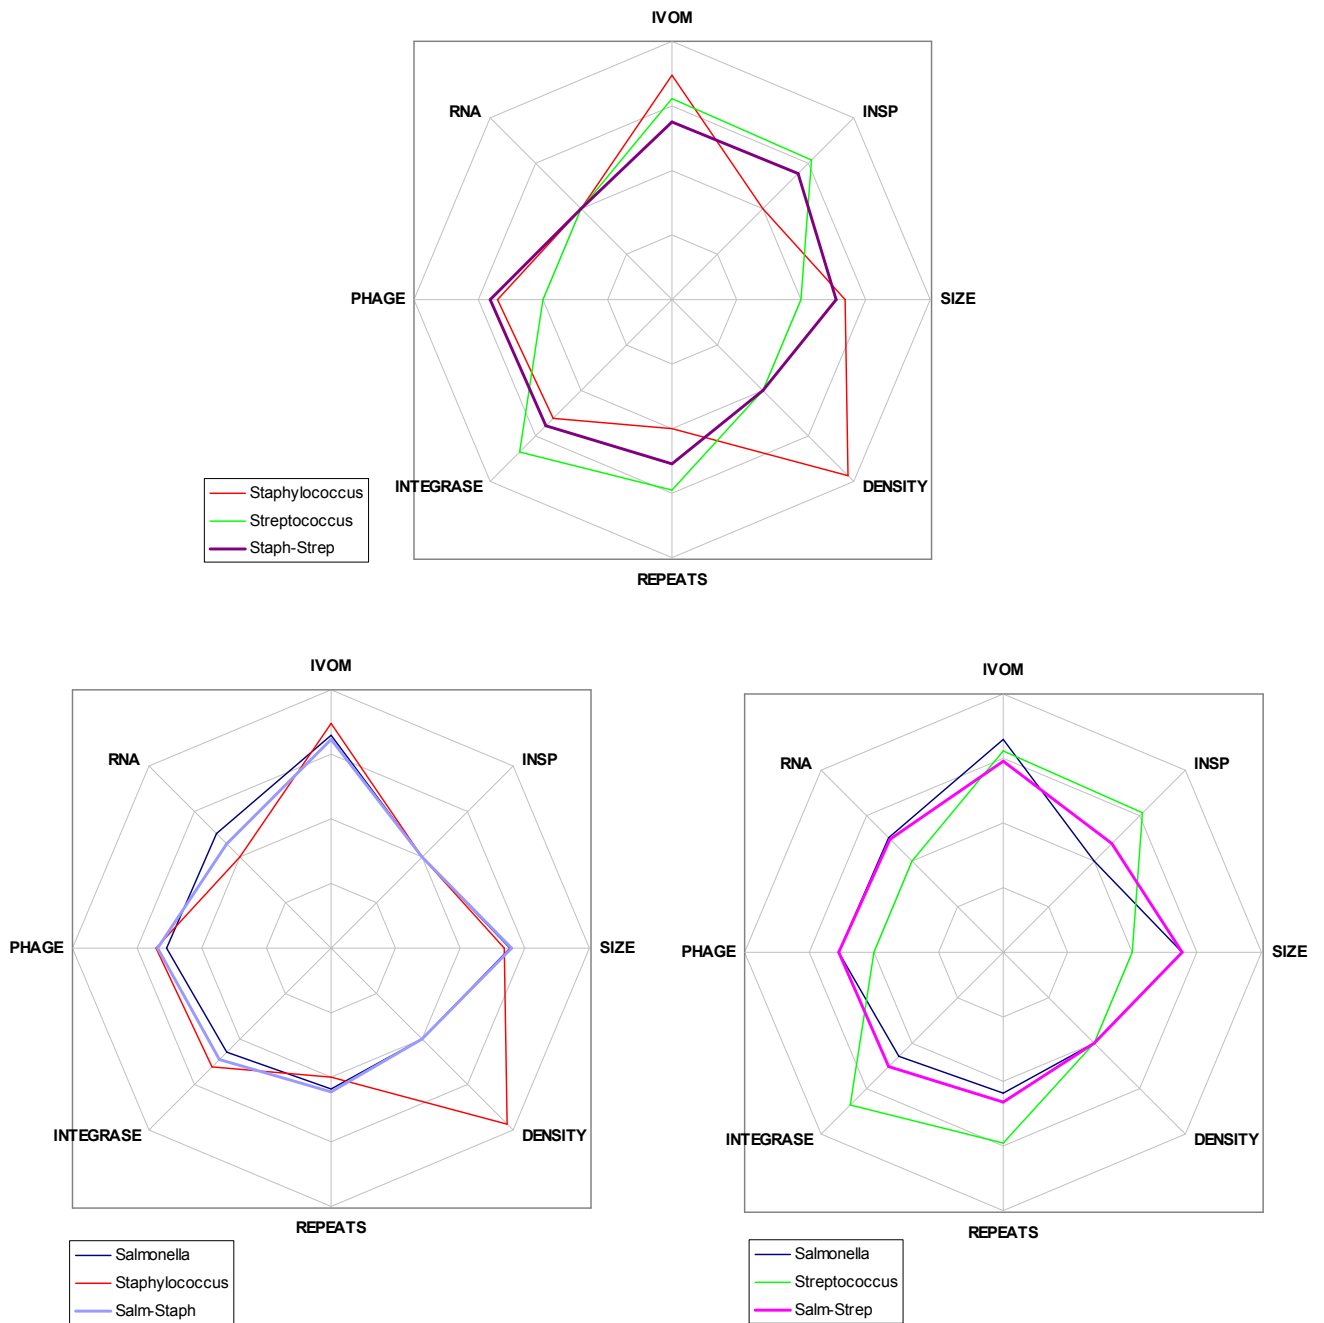 IVOM
RNA
INSP
PHAGE
SIZE
INTEGRASE
DENSITY
REPEATS
Staphylococcus
Streptococcus
Staph-Strep
IVOM
RNA
INSP
PHAGE
SIZE
INTEGRASE
DENSITY
REPEATS
Salmonella
Staphylococcus
Salm-Staph
IVOM
RNA
INSP
PHAGE
SIZE
INTEGRASE
DENSITY
REPEATS
Salmonella
Streptococcus
Salm-Strep